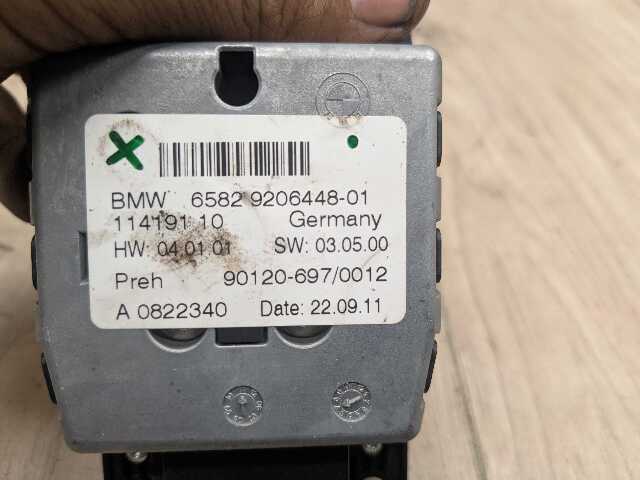 BMW 6582 9206448-01
114191 10 Germany
HW: 04.01.01 SW: 03.05.00
Preh 90120-697/0012
A 0822340 Date: 22.09.11